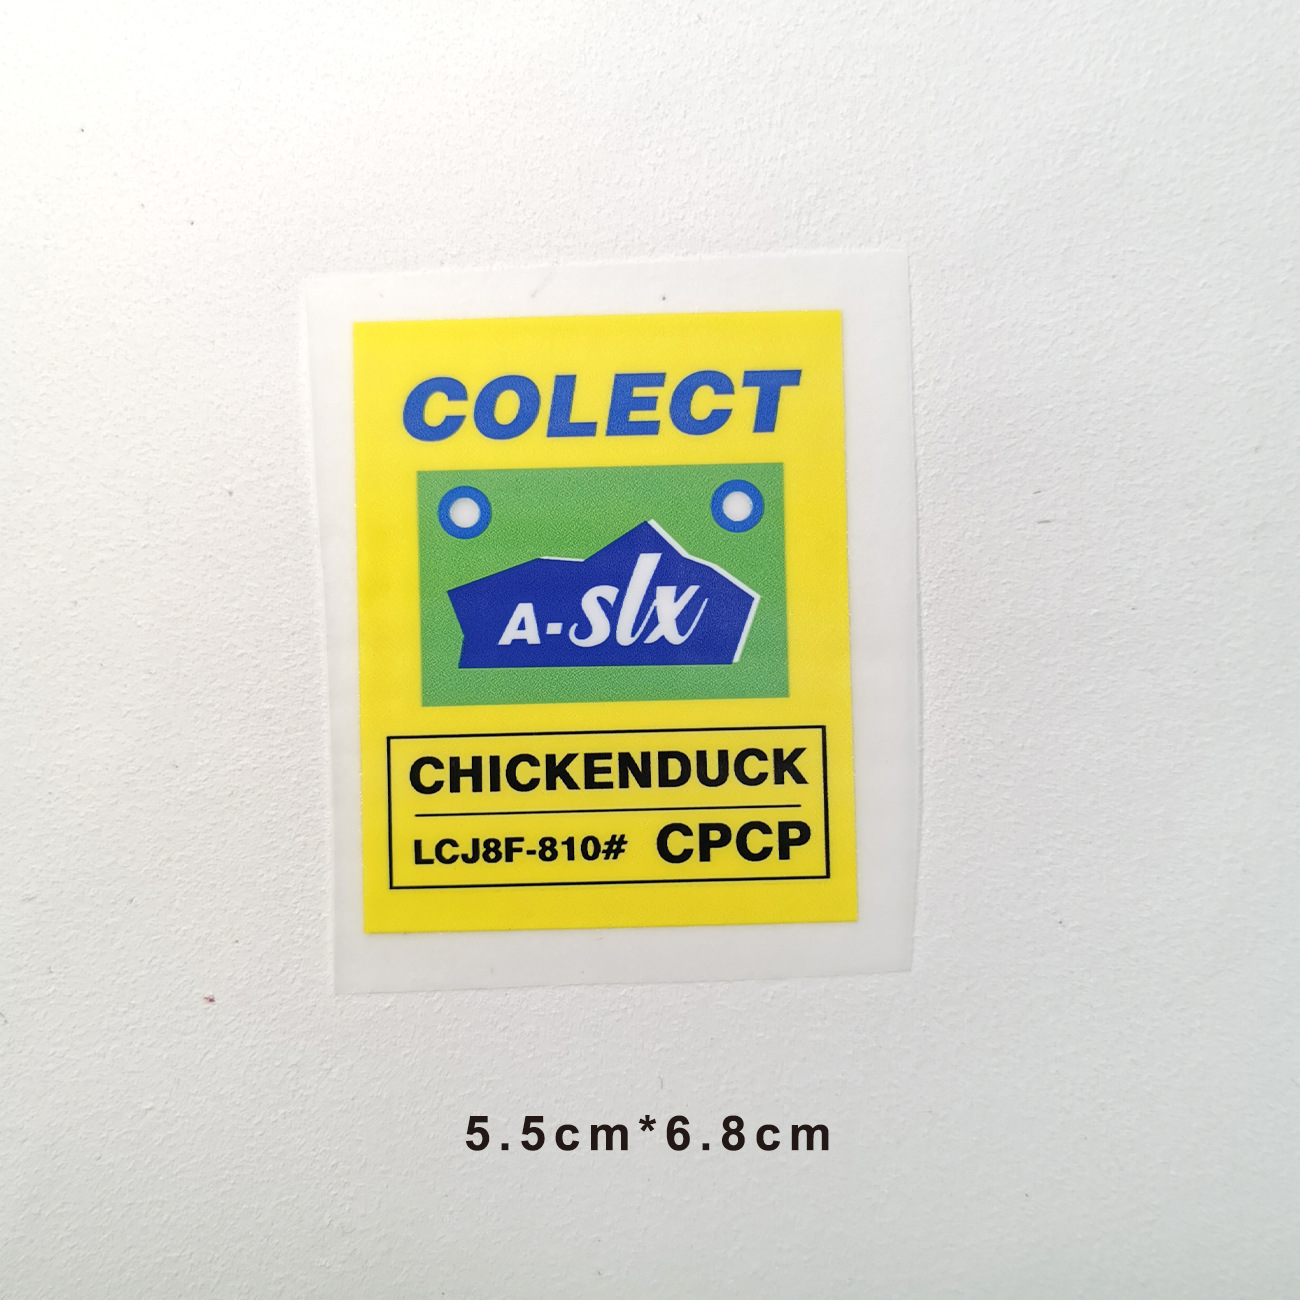 COLECT
A-slx
CHICKENDUCK
LCJ8F-810# CPCP
5.5cm*6.8cm